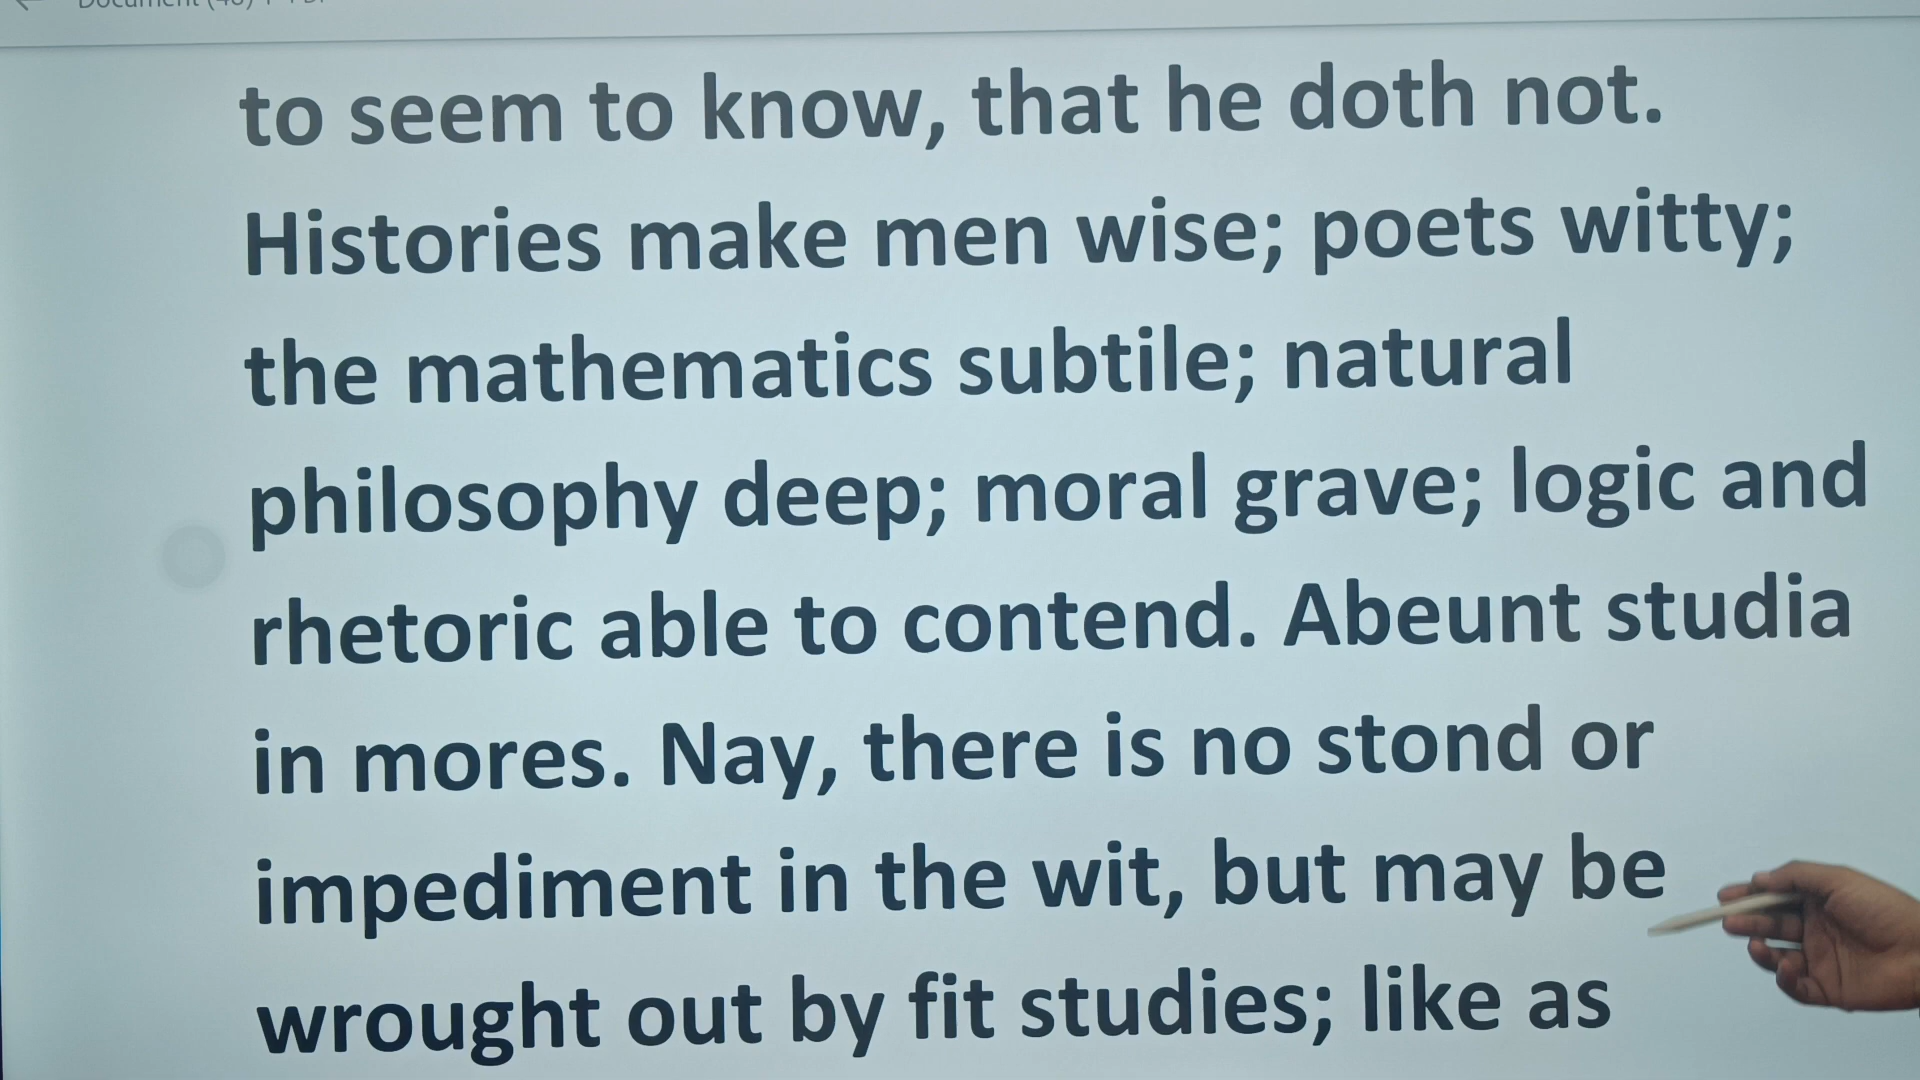 to seem to know, that he doth not.
Histories make men wise; poets witty;
the mathematics subtile; natural
philosophy deep; moral grave; logic and
rhetoric able to contend. Abeunt studia
in mores. Nay, there is no stond or
impediment in the wit, but may be
wrought out by fit studies; like as